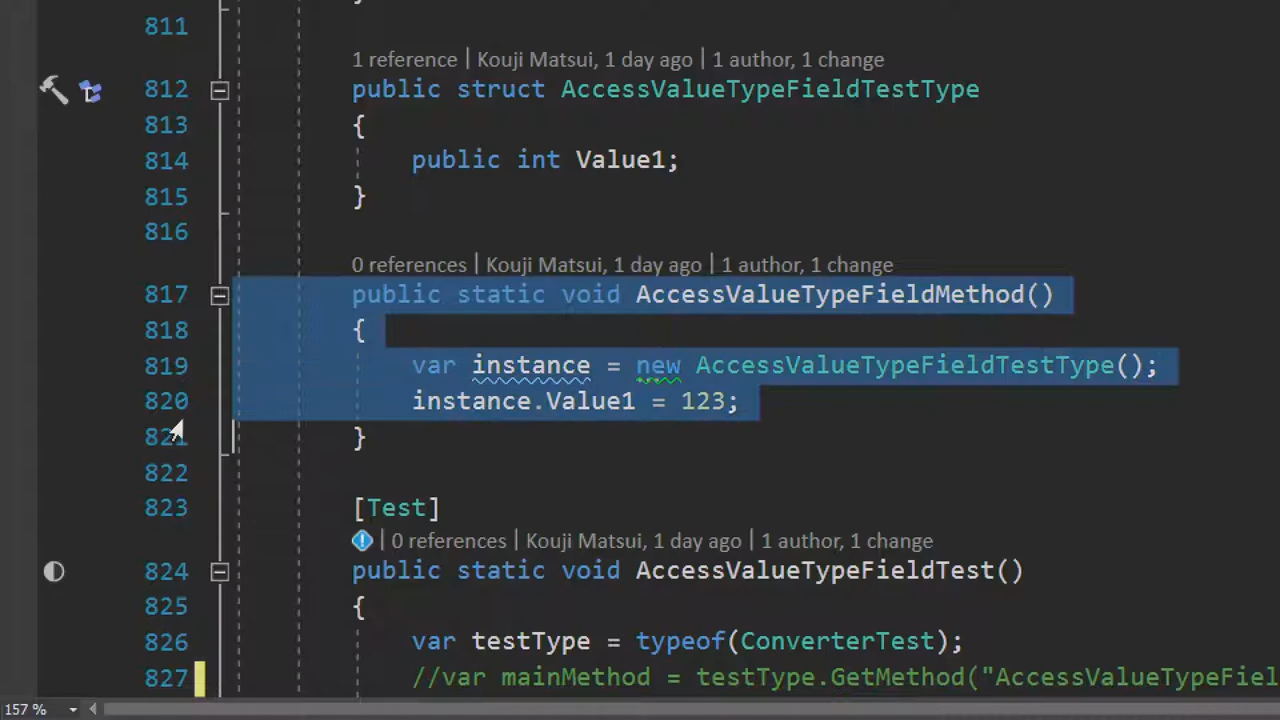 811
1 reference | Kouji Matsui, 1 day ago | 1 author, 1 change
812 public struct AccessValueTypeFieldTestType
813 {
814 public int Value1;
815 }
816
0 references | Kouji Matsui, 1 day ago | 1 author, 1 change
817 public static void AccessValueTypeFieldMethod()
818 {
819 var instance = new AccessValueTypeFieldTestType();
820 instance.Value1 = 123;
821 }
822
823 [Test]
0 references | Kouji Matsui, 1 day ago | 1 author, 1 change
824 public static void AccessValueTypeFieldTest()
825 {
826 var testType = typeof(ConverterTest);
827 //var mainMethod = testType.GetMethod("AccessValueTypeFiel
157 %